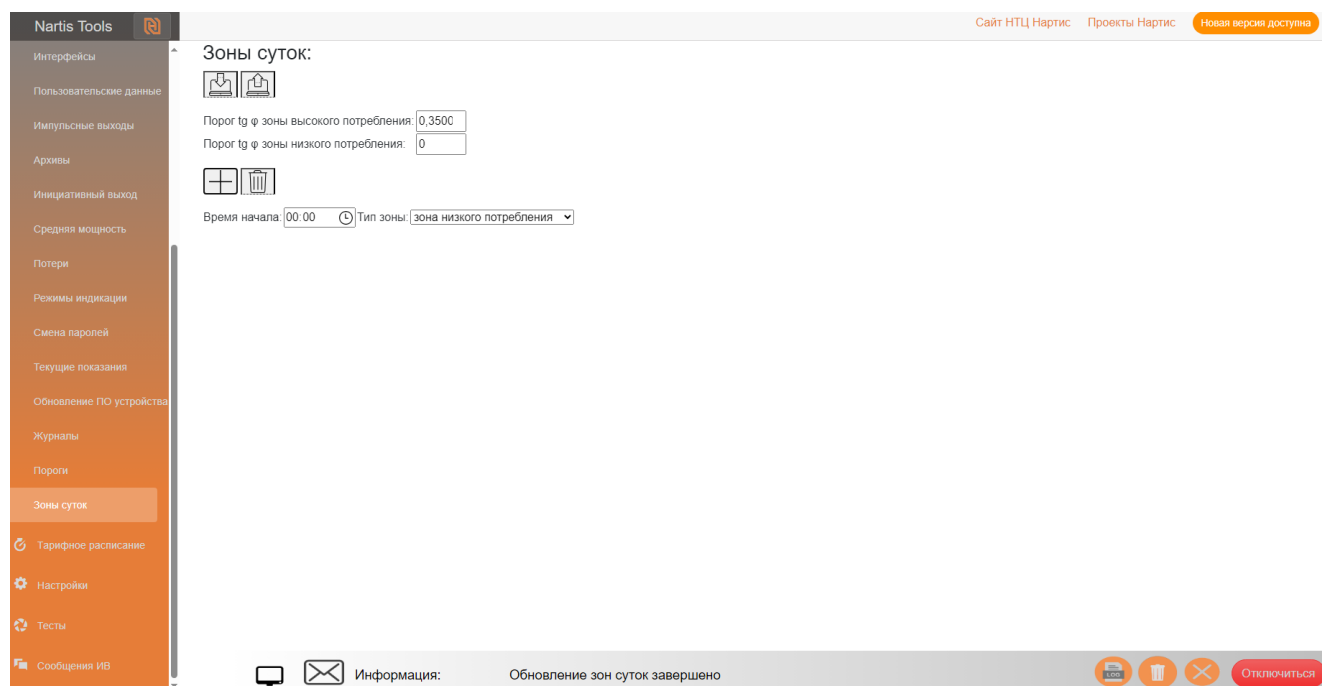 Nartis Tools
Сайт НТЦ Нартис
Проекты Нартис
Новая версия доступна
Интерфейсы
Пользовательские данные
Импульсные выходы
Архивы
Инициативный выход
Средняя мощность
Потери
Режимы индикации
Смена паролей
Текущие показания
Обновление ПО устройства
Журналы
Пороги
Зоны суток
Тарифное расписание
Настройки
Тесты
Сообщения ИВ
Зоны суток:
Порог tg φ зоны высокого потребления: 0,3500
Порог tg φ зоны низкого потребления: 0
Время начала: 00:00 Тип зоны: зона низкого потребления
Информация: Обновление зон суток завершено
LOG
Отключиться